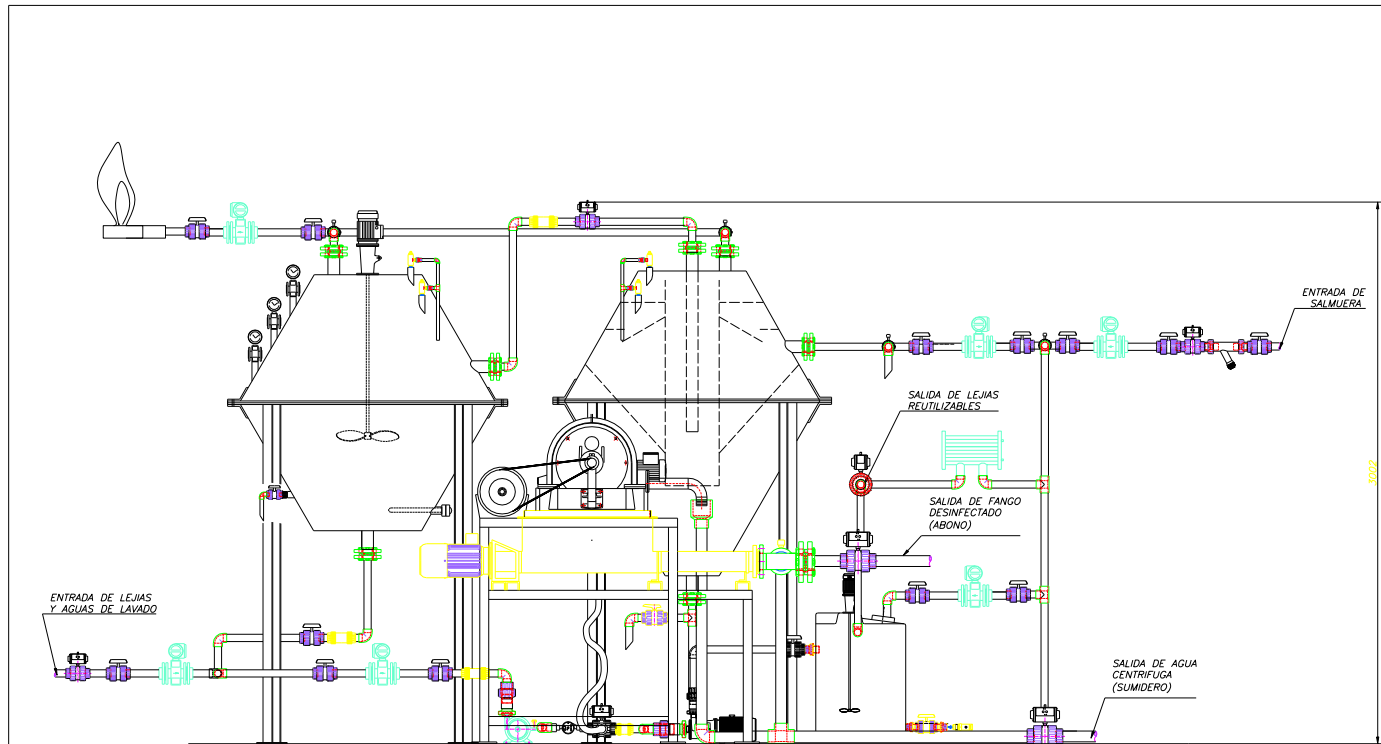 ENTRADA DE
SALMUERA
SALIDA DE LEJIAS
REUTILIZABLES
SALIDA DE FANGO
DESINFECTADO
(ABONO)
ENTRADA DE LEJIAS
Y AGUAS DE LAVADO
SALIDA DE AGUA
CENTRIFUGA
(SUMIDERO)